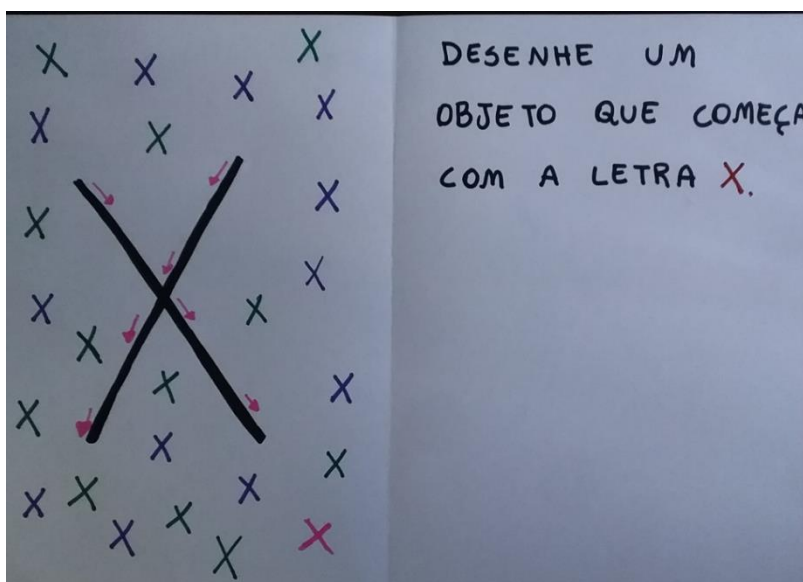 X X X
X X
X X
X
X
X
X
X X
X
X X
X
X X
X X X
X X X
X
DESENHE UM
OBJETO QUE COMEÇA
COM A LETRA X.